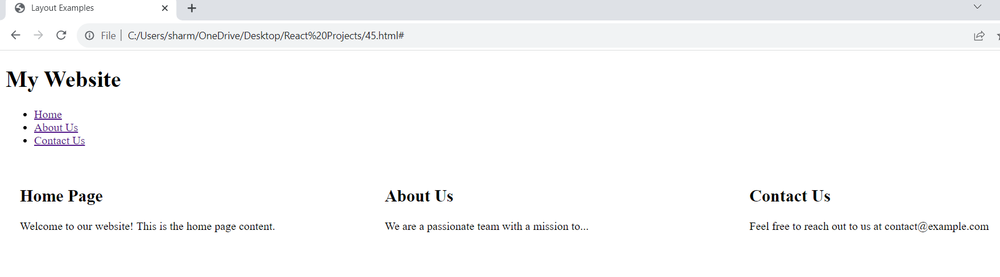 Layout Examples
File C:/Users/sharm/OneDrive/Desktop/React%20Projects/45.html#
My Website
Home
About Us
Contact Us
Home Page
Welcome to our website! This is the home page content.
About Us
We are a passionate team with a mission to...
Contact Us
Feel free to reach out to us at contact@example.com